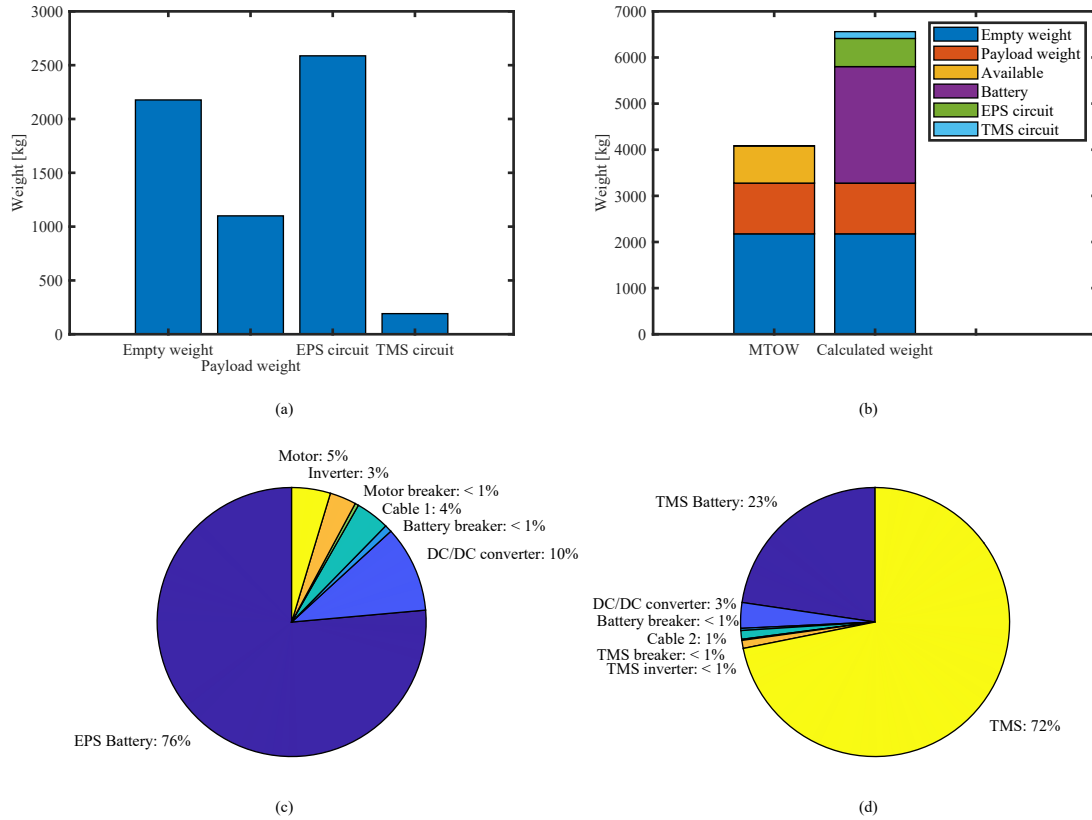 3000
2500
2000
1500
1000
500
0
Weight [kg]
Empty weight
Payload weight
EPS circuit
TMS circuit
(a)
7000
6000
5000
4000
3000
2000
1000
0
Weight [kg]
Empty weight
Payload weight
Available
Battery
EPS circuit
TMS circuit
MTOW
Calculated weight
(b)
Motor: 5%
Inverter: 3%
Motor breaker: < 1%
Cable 1: 4%
Battery breaker: < 1%
DC/DC converter: 10%
EPS Battery: 76%
(c)
TMS Battery: 23%
DC/DC converter: 3%
Battery breaker: < 1%
Cable 2: 1%
TMS breaker: < 1%
TMS inverter: < 1%
TMS: 72%
(d)